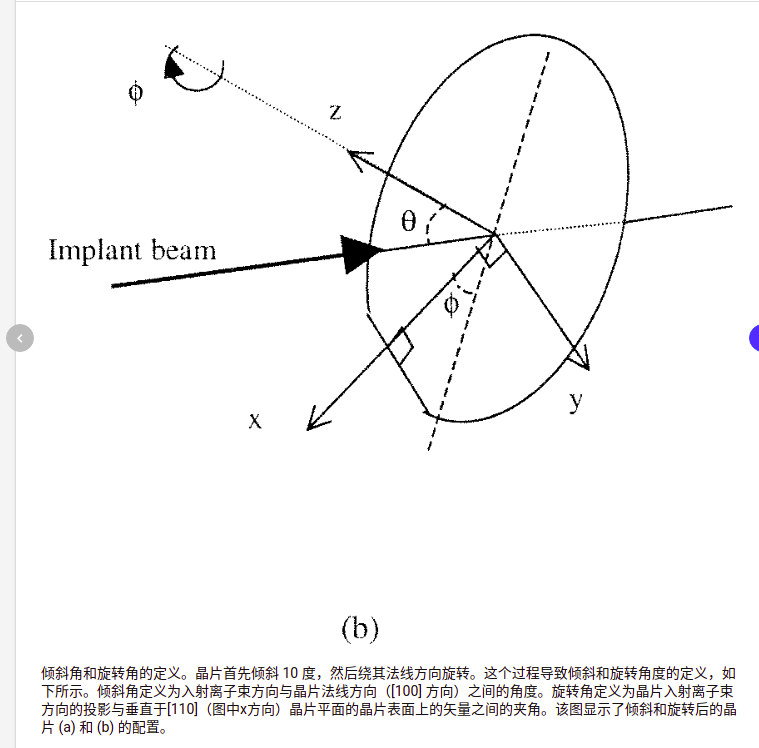 ϕ
z
θ
Implant beam
ϕ
x
y
(b)
倾斜角和旋转角的定义。晶片首先倾斜 10 度，然后绕其法线方向旋转。这个过程导致倾斜和旋转角度的定义，如
下所示。倾斜角定义为入射离子束方向与晶片法线方向（[100] 方向）之间的角度。旋转角定义为晶片入射离子束
方向的投影与垂直于[110]（图中x方向）晶片平面的晶片表面上的矢量之间的夹角。该图显示了倾斜和旋转后的晶
片 (a) 和 (b) 的配置。